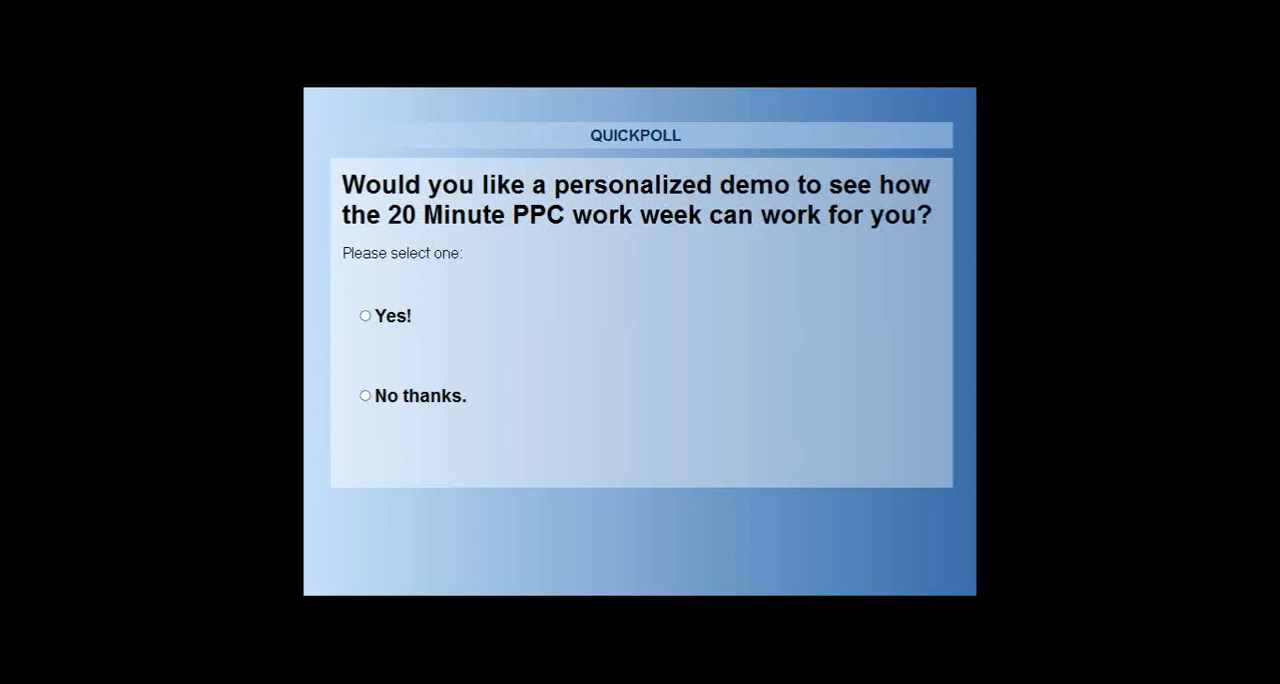 QUICKPOLL
Would you like a personalized demo to see how
the 20 Minute PPC work week can work for you?
Please select one:
Yes!
No thanks.